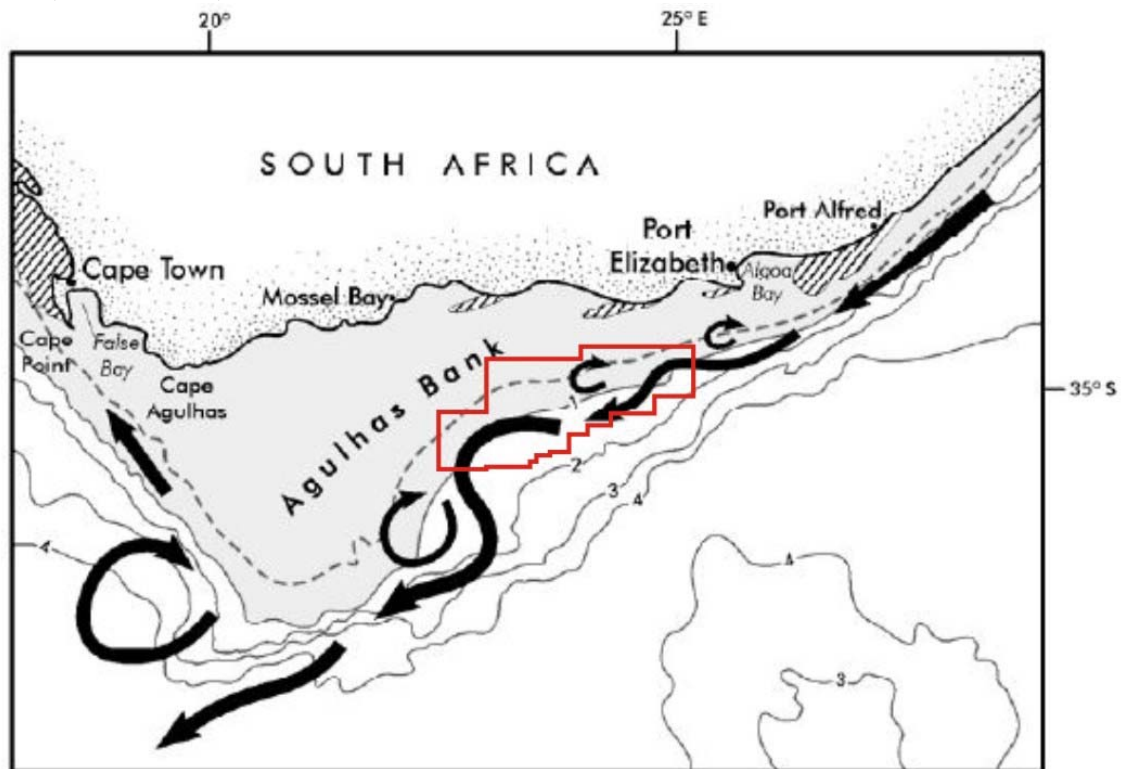 20°
25° E
SOUTH AFRICA
Port Alfred
Port
Elizabeth
Algoa
Bay
Cape Town
Mossel Bay
Cape
Point
False
Bay
Cape
Agulhas
Agulhas Bank
35° S
2
3
4
4
4
3